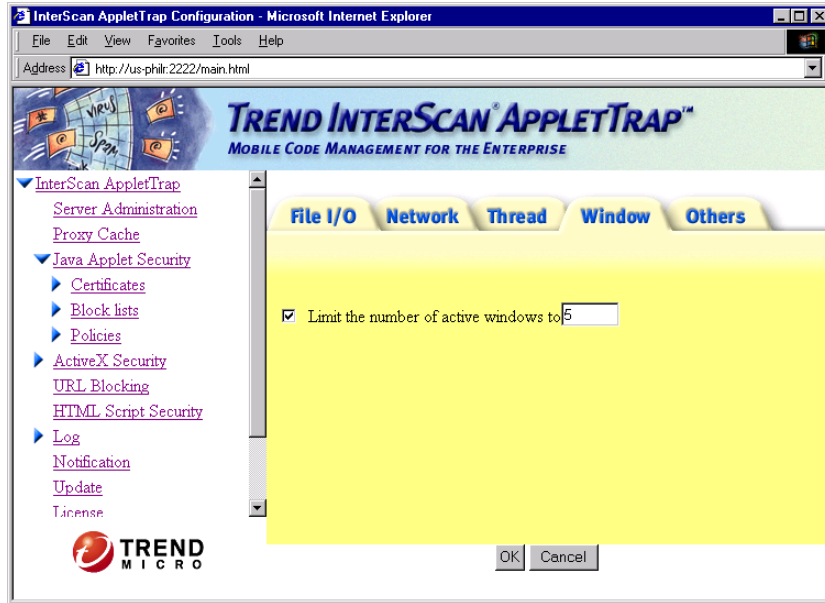 InterScan AppletTrap Configuration - Microsoft Internet Explorer
File Edit View Favorites Tools Help
Address http://us-philr:2222/main.html
VIRUS
SPAM
TREND INTERSCAN® APPLETTRAP™
MOBILE CODE MANAGEMENT FOR THE ENTERPRISE
InterScan AppletTrap
Server Administration
Proxy Cache
Java Applet Security
Certificates
Block lists
Policies
ActiveX Security
URL Blocking
HTML Script Security
Log
Notification
Update
License
TREND
MICRO
File I/O Network Thread Window Others
Limit the number of active windows to 5
OK Cancel